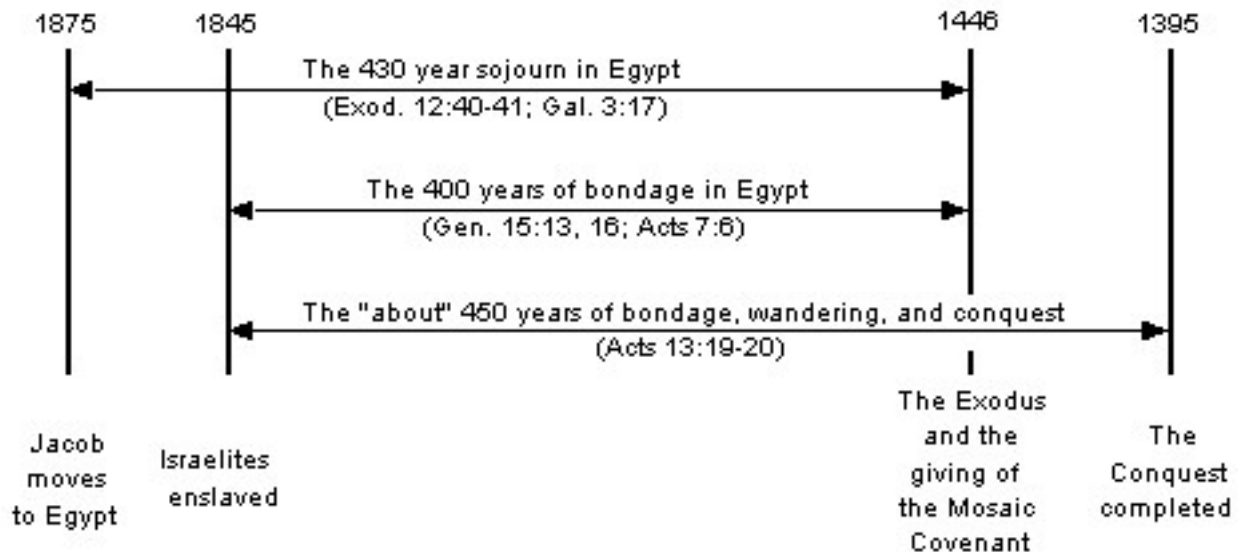 1875 1845 1446 1395
The 430 year sojourn in Egypt
(Exod. 12:40-41; Gal. 3:17)
The 400 years of bondage in Egypt
(Gen. 15:13, 16; Acts 7:6)
The "about" 450 years of bondage, wandering, and conquest
(Acts 13:19-20)
Jacob
moves
to Egypt
Israelites
enslaved
The Exodus
and the
giving of
the Mosaic
Covenant
The
Conquest
completed